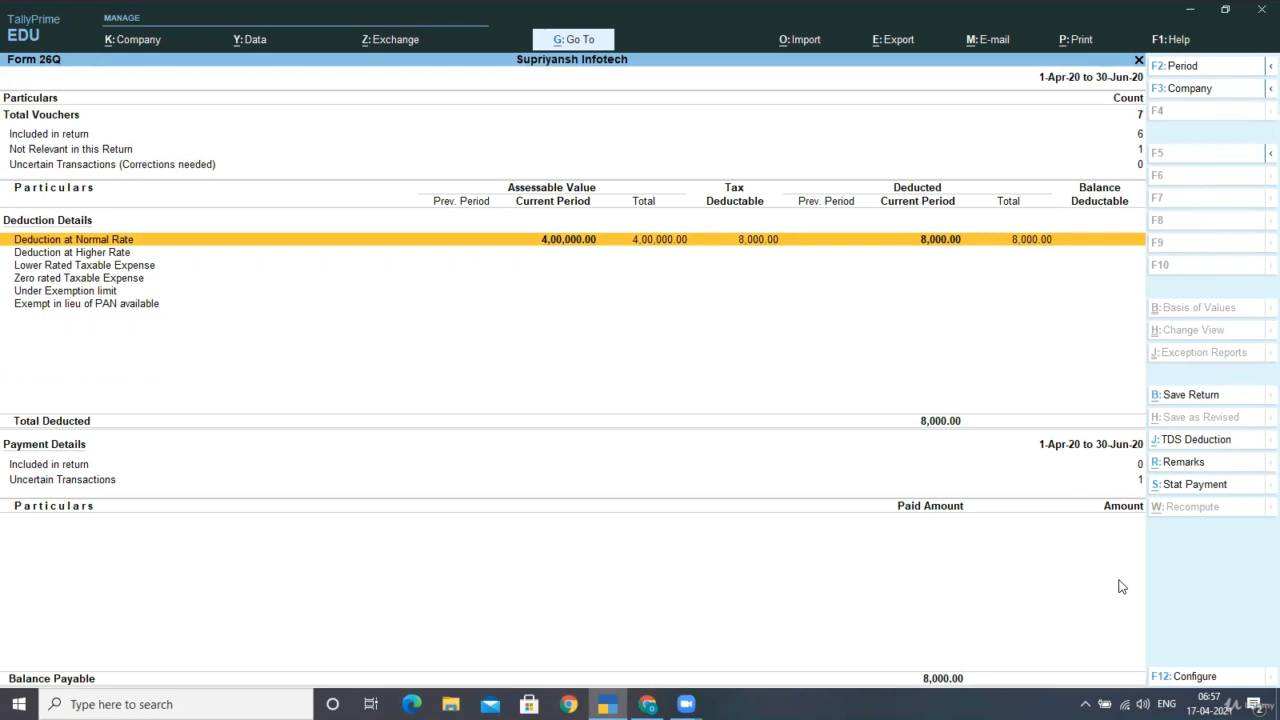 TallyPrime MANAGE
EDU K: Company Y: Data Z: Exchange G: Go To O: Import E: Export M: E-mail P: Print F1: Help
Form 26Q Supriyansh Infotech
1-Apr-20 to 30-Jun-20
Particulars Count
Total Vouchers 7
Included in return 6
Not Relevant in this Return 1
Uncertain Transactions (Corrections needed) 0
Particulars Assessable Value Tax Deducted Balance
Prev. Period Current Period Total Deductable Prev. Period Current Period Total Deductable
Deduction Details
Deduction at Normal Rate 4,00,000.00 4,00,000.00 8,000.00 8,000.00 8,000.00
Deduction at Higher Rate
Lower Rated Taxable Expense
Zero rated Taxable Expense
Under Exemption limit
Exempt in lieu of PAN available
Total Deducted 8,000.00
Payment Details 1-Apr-20 to 30-Jun-20
Included in return 0
Uncertain Transactions 1
Particulars Paid Amount Amount
Balance Payable 8,000.00
F2: Period
F3: Company
F4
F5
F6
F7
F8
F9
F10
B: Basis of Values
H: Change View
J: Exception Reports
B: Save Return
H: Save as Revised
J: TDS Deduction
R: Remarks
S: Stat Payment
W: Recompute
F12: Configure
Type here to search
ENG
06:57
17-04-2021
2